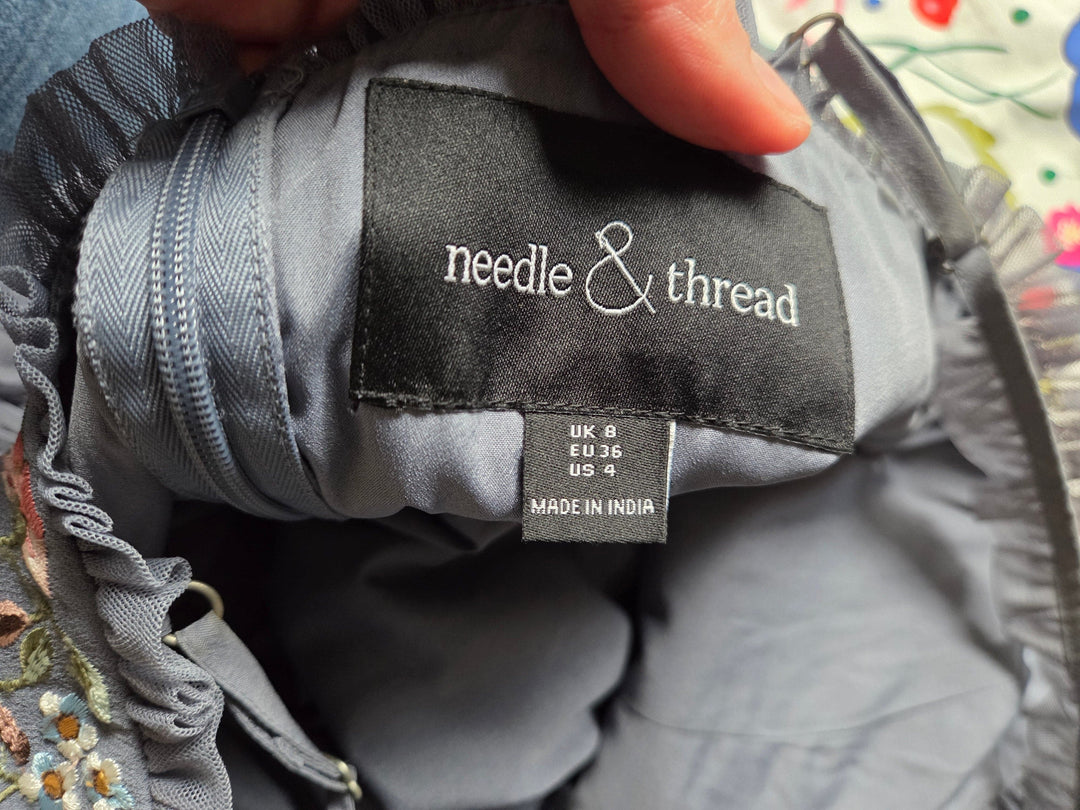 needle & thread
UK 8
EU 36
US 4
MADE IN INDIA